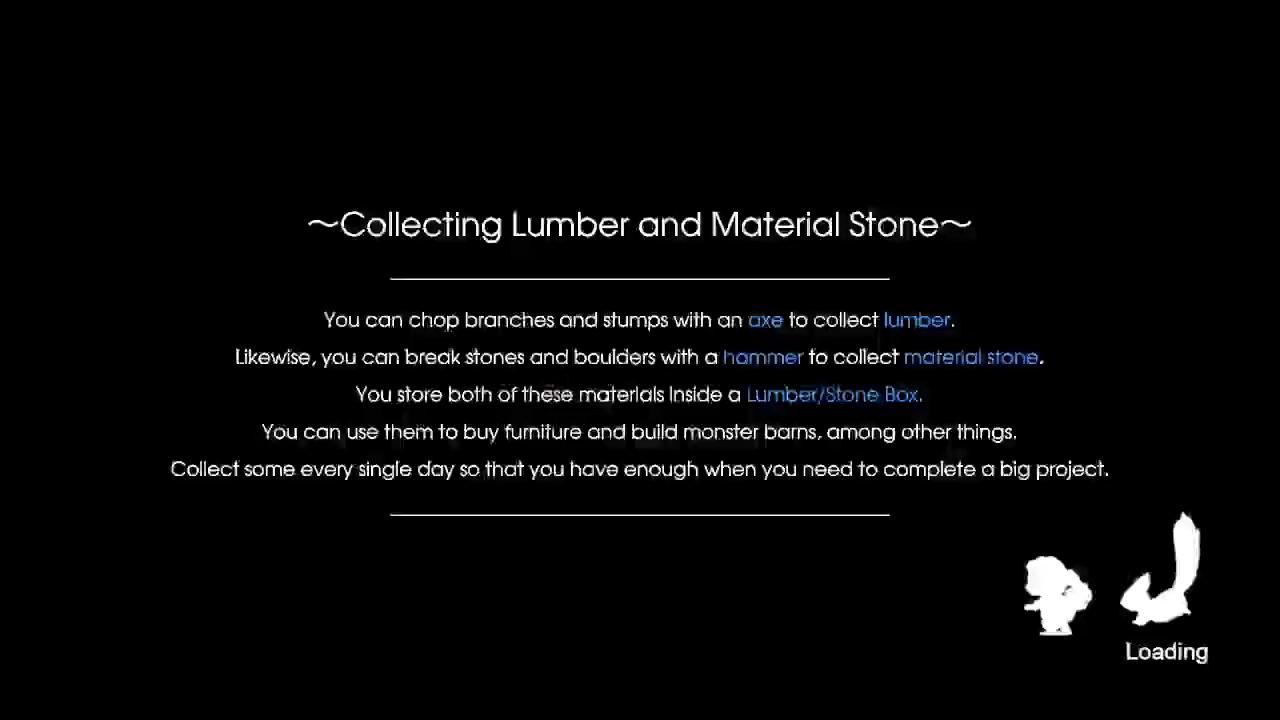 ～Collecting Lumber and Material Stone～
You can chop branches and stumps with an axe to collect lumber.
Likewise, you can break stones and boulders with a hammer to collect material stone.
You store both of these materials inside a Lumber/Stone Box.
You can use them to buy furniture and build monster barns, among other things.
Collect some every single day so that you have enough when you need to complete a big project.
Loading